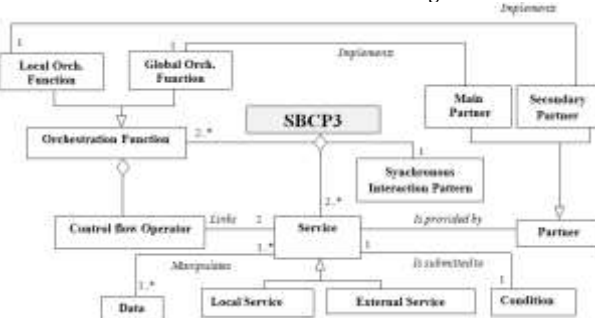 Implements
1
1
Local Orch.
Function
Global Orch.
Function
Implements
Main
Partner
Secondary
Partner
SBCP3
Orchestration Function
2..*
1
Synchronous
Interaction Pattern
2..*
Control flow Operator
Links
2
Service
Is provided by
Partner
1..*
1
Manipulates
Is submitted to
1..*
1
Local Service
External Service
Condition
Data